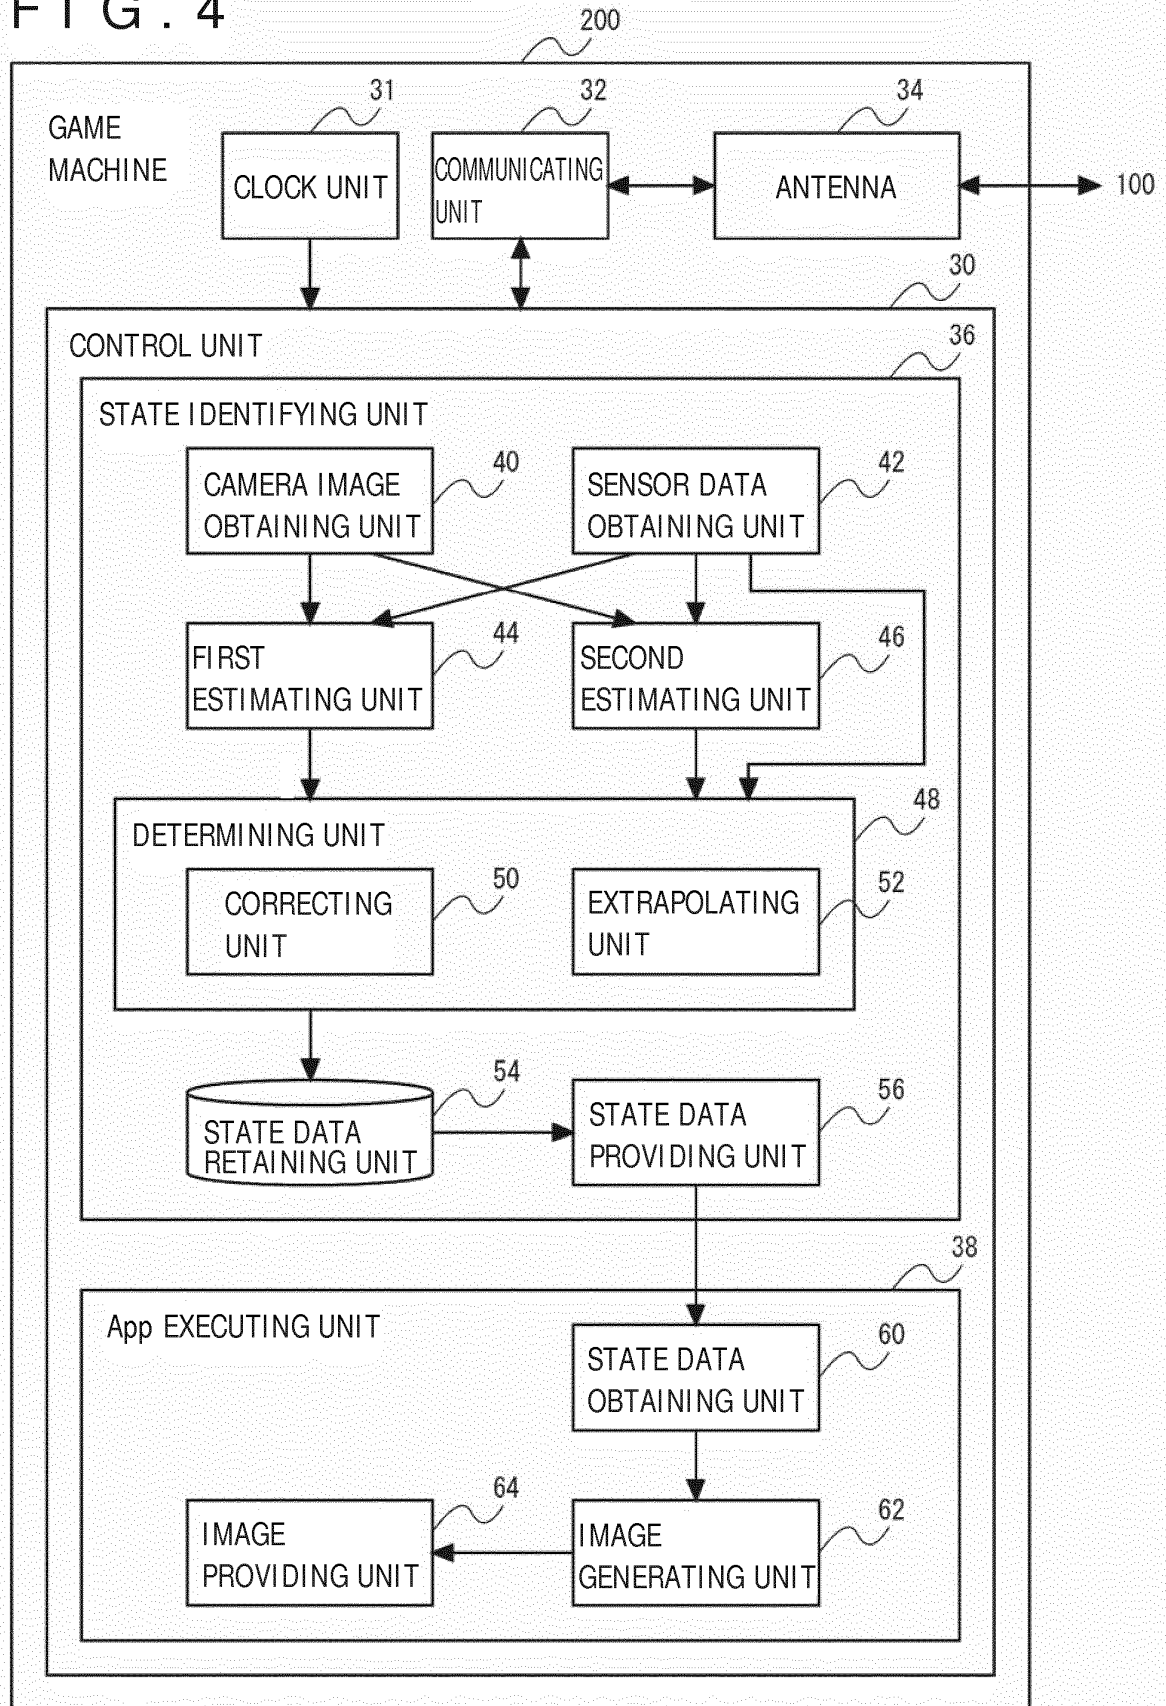 FIG.4
200
GAME
MACHINE
31
CLOCK UNIT
32
COMMUNICATING
UNIT
34
ANTENNA
100
30
CONTROL UNIT
36
STATE IDENTIFYING UNIT
CAMERA IMAGE
OBTAINING UNIT
40
SENSOR DATA
OBTAINING UNIT
42
FIRST
ESTIMATING UNIT
44
SECOND
ESTIMATING UNIT
46
48
DETERMINING UNIT
CORRECTING
UNIT
50
EXTRAPOLATING
UNIT
52
STATE DATA
RETAINING UNIT
54
STATE DATA
PROVIDING UNIT
56
38
App EXECUTING UNIT
STATE DATA
OBTAINING UNIT
60
IMAGE
PROVIDING UNIT
64
IMAGE
GENERATING UNIT
62